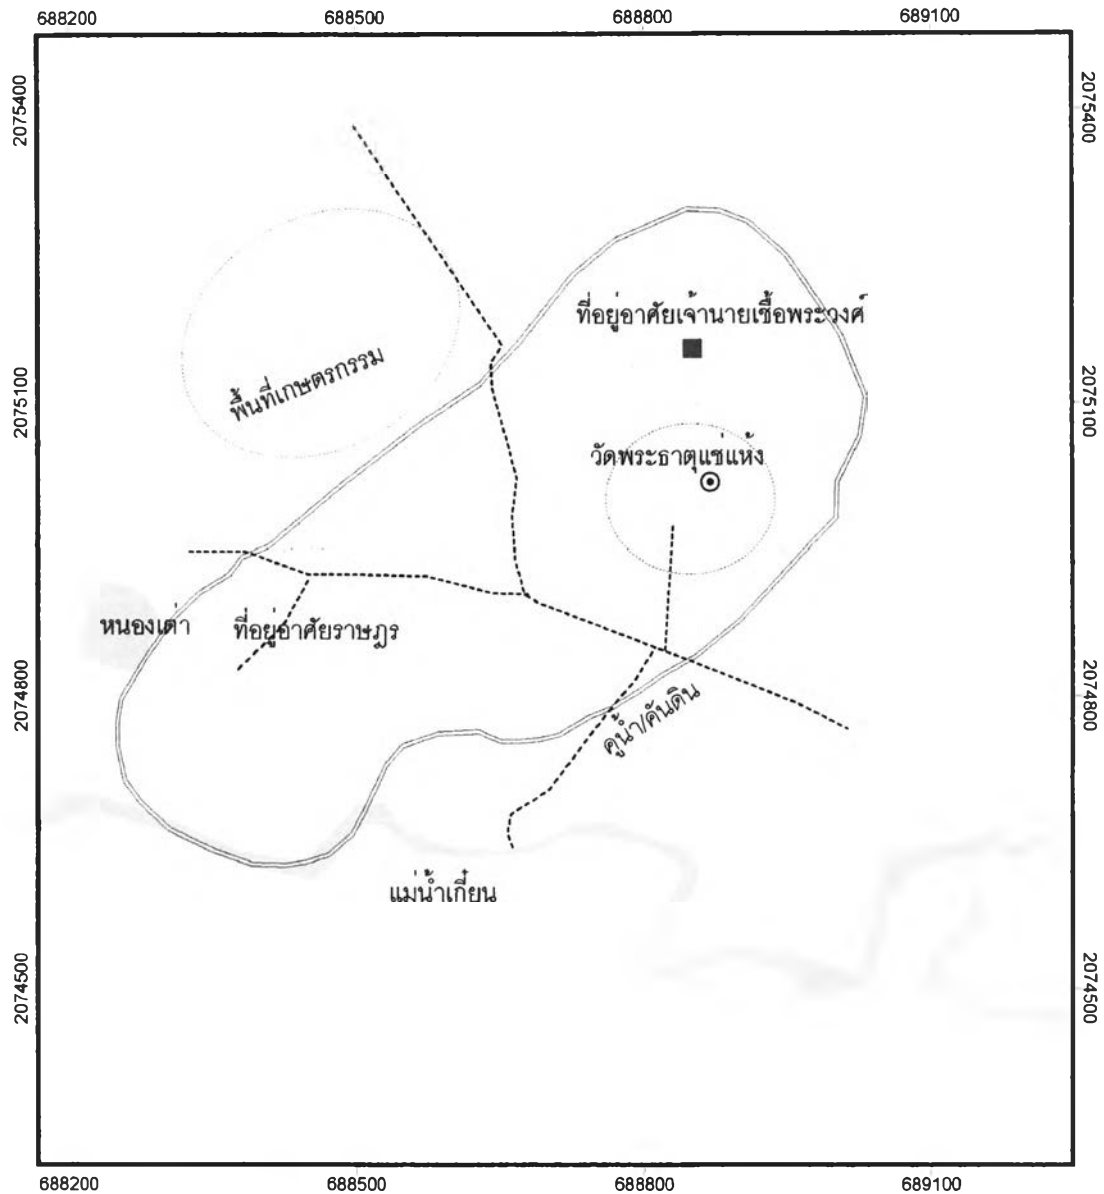 688200 688500 688800 689100
2075400 2075400
ที่อยู่อาศัยเจ้านายเชื้อพระวงศ์
พื้นที่เกษตรกรรม
2075100 2075100
วัดพระธาตุแช่แห้ง
หนองเต่า ที่อยู่อาศัยราษฎร
2074800 2074800
คูน้ำ/คันดิน
แม่น้ำเกี๋ยน
2074500 2074500
688200 688500 688800 689100